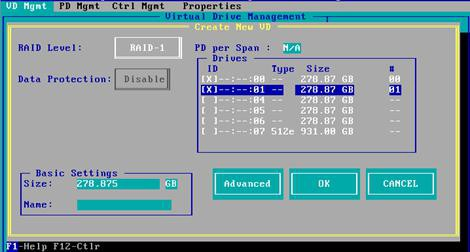 VD Mgmt PD Mgmt Ctrl Mgmt Properties
Virtual Drive Management
Create New VD
RAID Level: RAID-1 PD per Span : N/A
Data Protection: Disable
Drives
ID Type Size #
[X]--:--:00 -- 278.87 GB 00
[X]--:--:01 -- 278.87 GB 01
[ ]--:--:04 -- 278.87 GB --
[ ]--:--:05 -- 278.87 GB --
[ ]--:--:06 -- 278.87 GB --
[ ]--:--:07 512e 931.00 GB --
Basic Settings
Size: 278.875 GB
Name:
Advanced OK CANCEL
F1-Help F12-Ctlr